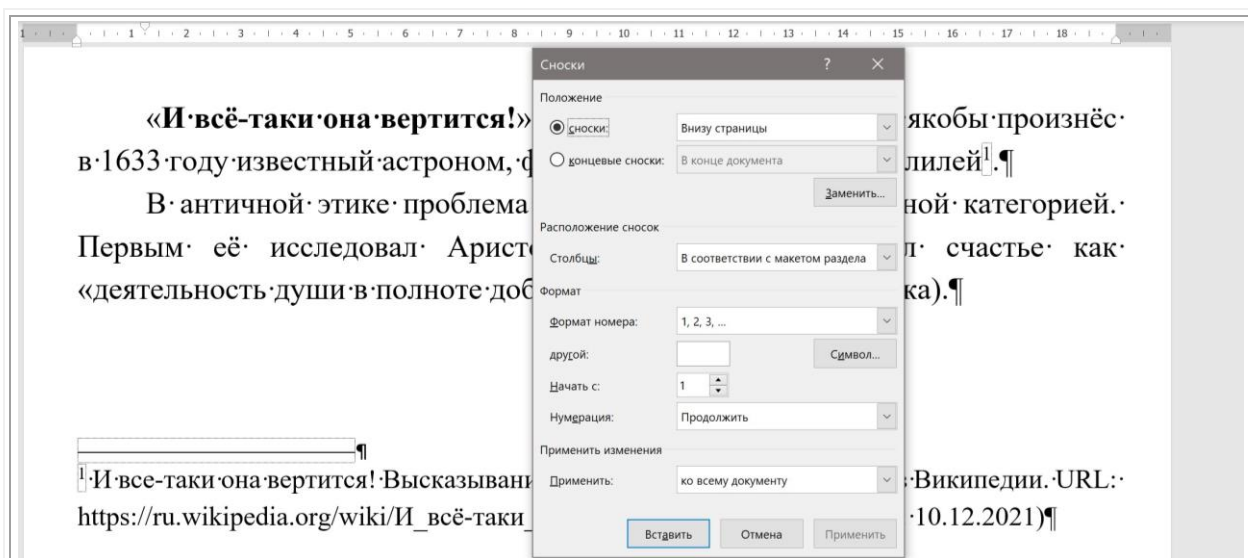 1 1 2 3 4 5 6 7 8 9 10 11 12 13 14 15 16 17 18
«И·всё-таки·она·вертится!» якобы·произнёс·
в·1633·году·известный·астроном,·ф лилей1.¶
В·античной·этике·проблема ной·категорией.·
Первым·её·исследовал·Аристо л·счастье·как·
«деятельность·души·в·полноте·доб ка).¶
¶
1·И·все-таки·она·вертится!·Высказывани в·Википедии.·URL:·
https://ru.wikipedia.org/wiki/И_всё-таки_ ·10.12.2021)¶
Сноски ? ×
Положение
сноски: Внизу страницы
концевые сноски: В конце документа
Заменить...
Расположение сносок
Столбцы: В соответствии с макетом раздела
Формат
Формат номера: 1, 2, 3, ...
другой: Символ...
Начать с: 1
Нумерация: Продолжить
Применить изменения
Применить: ко всему документу
Вставить Отмена Применить